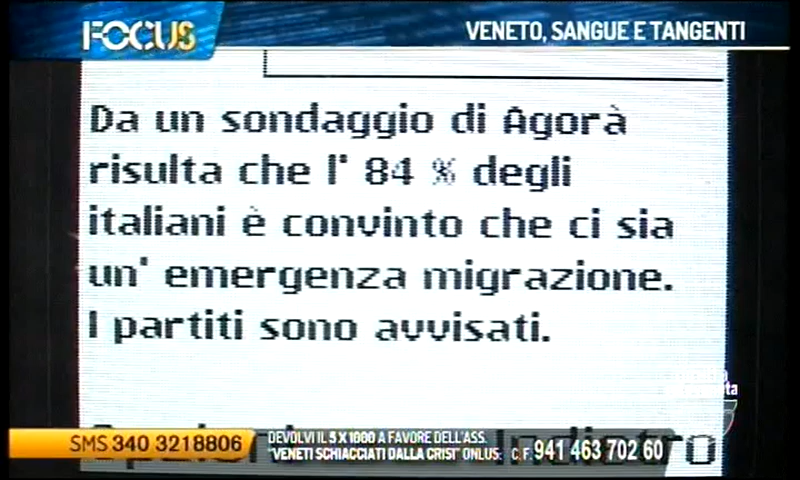 FOCUS
VENETO, SANGUE E TANGENTI
Da un sondaggio di Agorà
risulta che l' 84 % degli
italiani è convinto che ci sia
un' emergenza migrazione.
I partiti sono avvisati.
Indietro
SMS 340 3218806
DEVOLVI IL 5 X 1000 A FAVORE DELL'ASS.
"VENETI SCHIACCIATI DALLA CRISI" ONLUS: C. F. 941 463 702 60